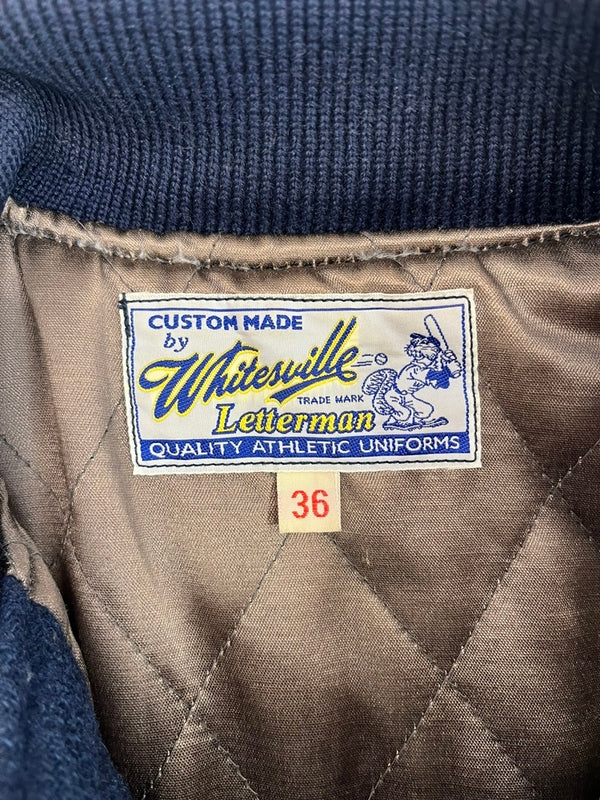 CUSTOM MADE
by
Whitesville
TRADE MARK
Letterman
QUALITY ATHLETIC UNIFORMS
36